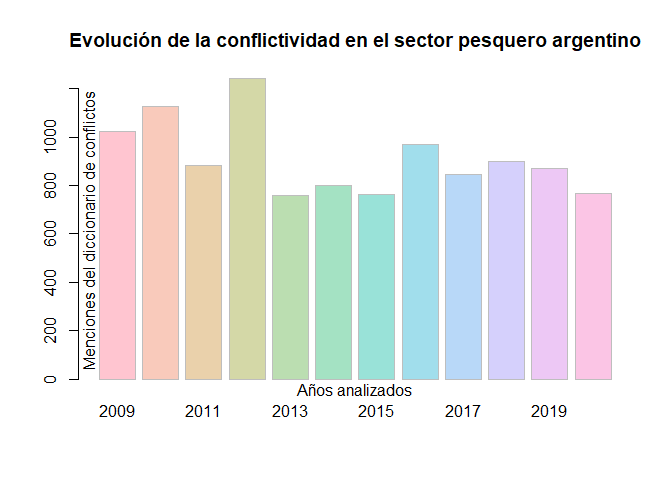 Evolución de la conflictividad en el sector pesquero argentino
Menciones del diccionario de conflictos
1000
800
600
400
200
0
Años analizados
2009 2011 2013 2015 2017 2019